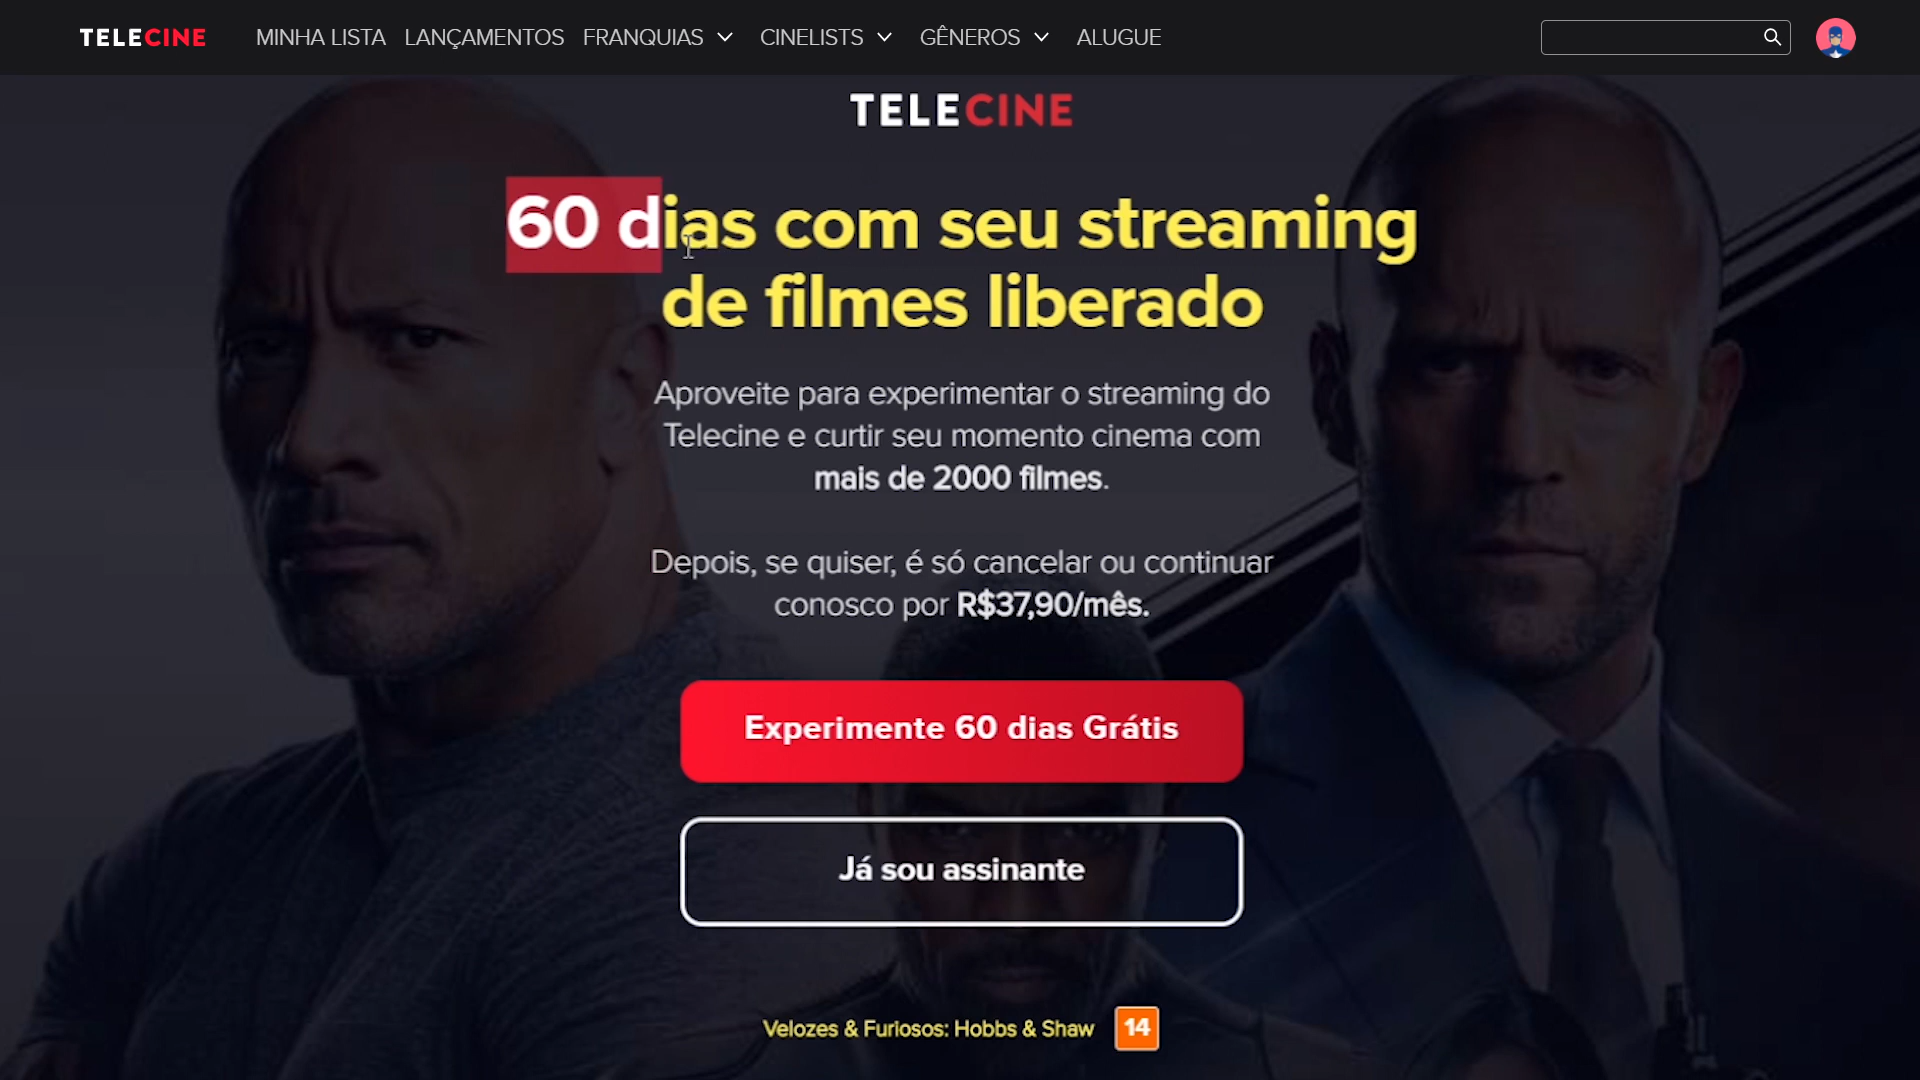 TELECINE MINHA LISTA LANÇAMENTOS FRANQUIAS CINELISTS GÊNEROS ALUGUE
TELECINE
60 dias com seu streaming
de filmes liberado
Aproveite para experimentar o streaming do
Telecine e curtir seu momento cinema com
mais de 2000 filmes.
Depois, se quiser, é só cancelar ou continuar
conosco por R$37,90/mês.
Experimente 60 dias Grátis
Já sou assinante
Velozes & Furiosos: Hobbs & Shaw 14